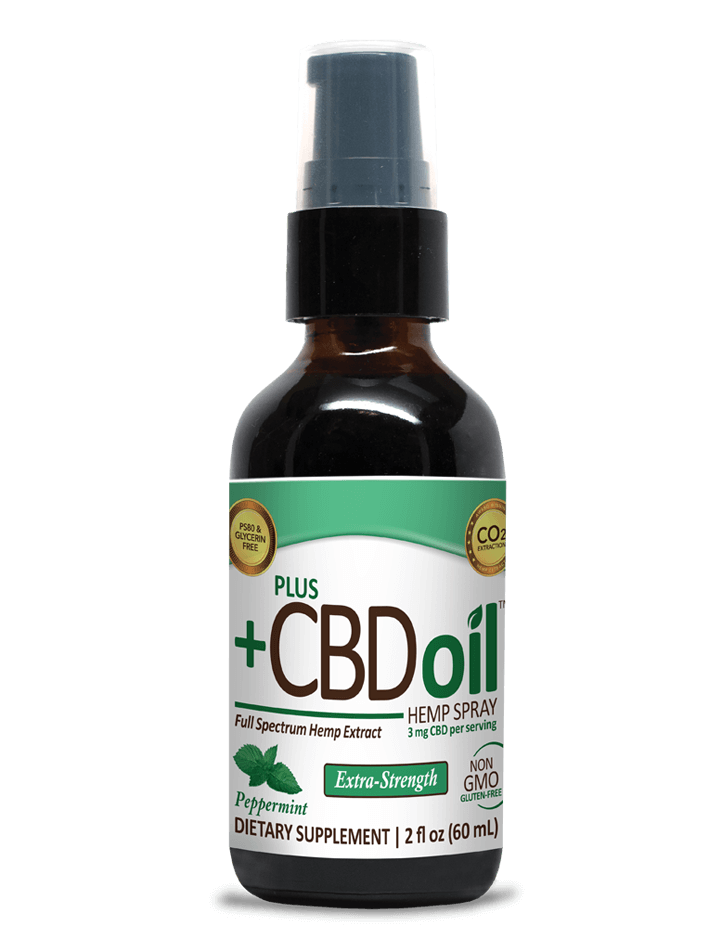 PS80 &
GLYCERIN
FREE
CO2
EXTRACTION
PLUS
+CBDoil
HEMP SPRAY
3 mg CBD per serving
Full Spectrum Hemp Extract
Extra-Strength
NON
GMO
GLUTEN-FREE
Peppermint
DIETARY SUPPLEMENT | 2 fl oz (60 mL)